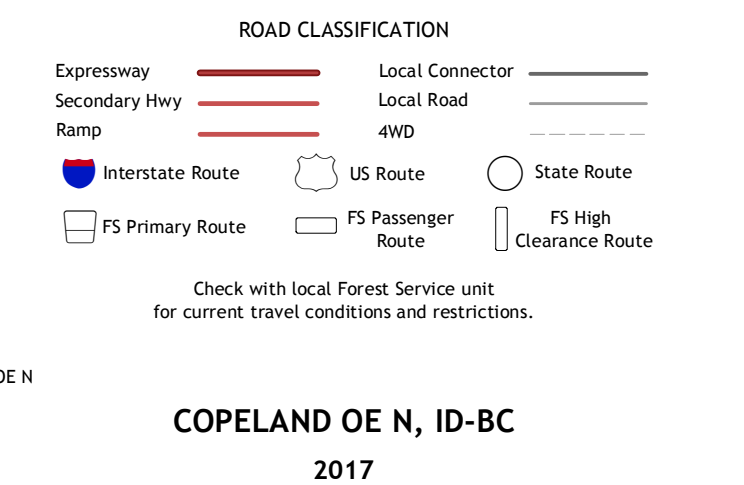 ROAD CLASSIFICATION
Expressway
Local Connector
Secondary Hwy
Local Road
Ramp
4WD
Interstate Route
US Route
State Route
FS Primary Route
FS Passenger
Route
FS High
Clearance Route
Check with local Forest Service unit
for current travel conditions and restrictions.
OE N
COPELAND OE N, ID-BC
2017